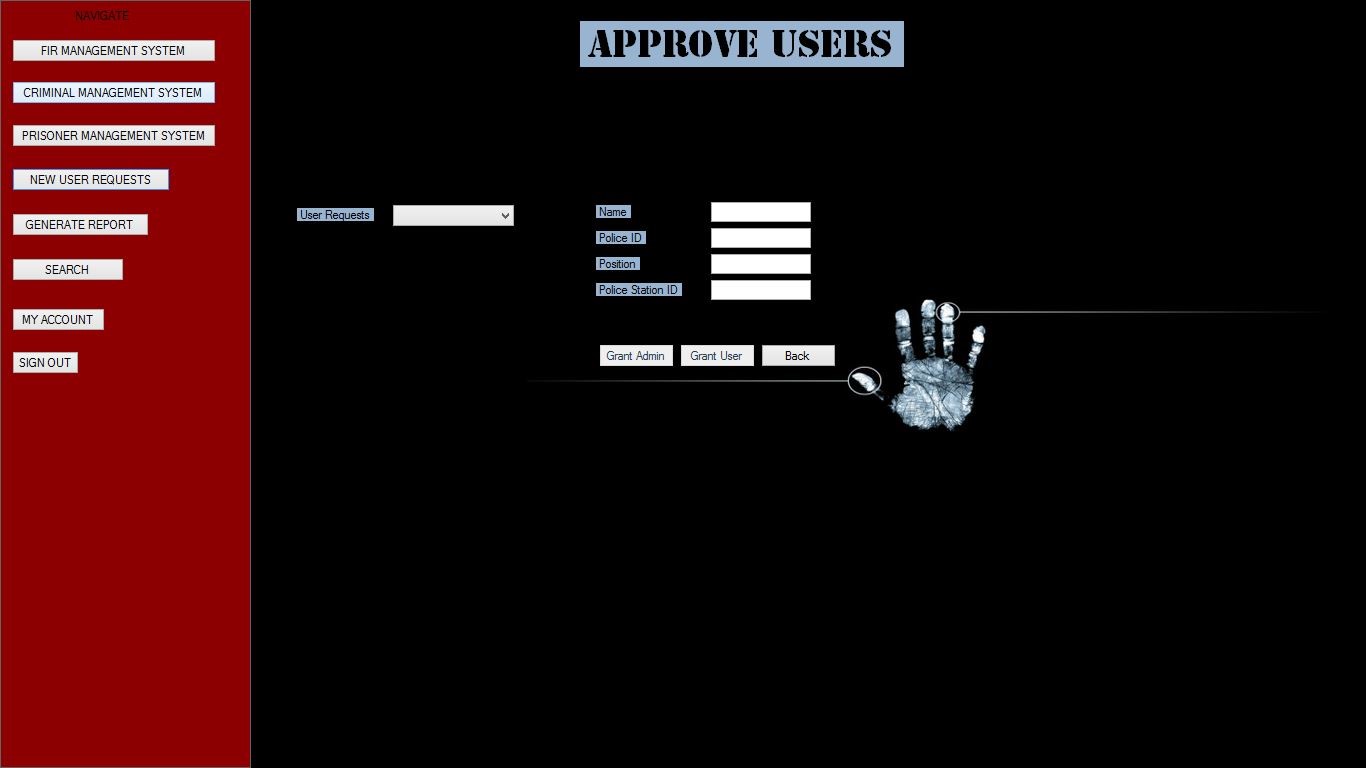 NAVIGATE
FIR MANAGEMENT SYSTEM
CRIMINAL MANAGEMENT SYSTEM
PRISONER MANAGEMENT SYSTEM
NEW USER REQUESTS
GENERATE REPORT
SEARCH
MY ACCOUNT
SIGN OUT
APPROVE USERS
User Requests
Name
Police ID
Position
Police Station ID
Grant Admin
Grant User
Back